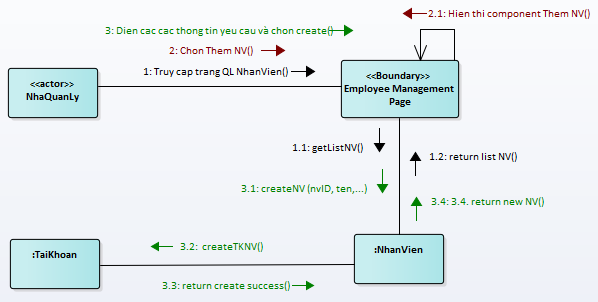 2.1: Hien thi component Them NV()
3: Dien cac cac thong tin yeu cau và chon create()
2: Chon Them NV()
1: Truy cap trang QL NhanVien()
<<actor>>
NhaQuanLy
<<Boundary>>
Employee Management
Page
1.1: getListNV()
1.2: return list NV()
3.1: createNV (nvID, ten,...)
3.4: 3.4. return new NV()
:TaiKhoan
3.2: createTKNV()
:NhanVien
3.3: return create success()